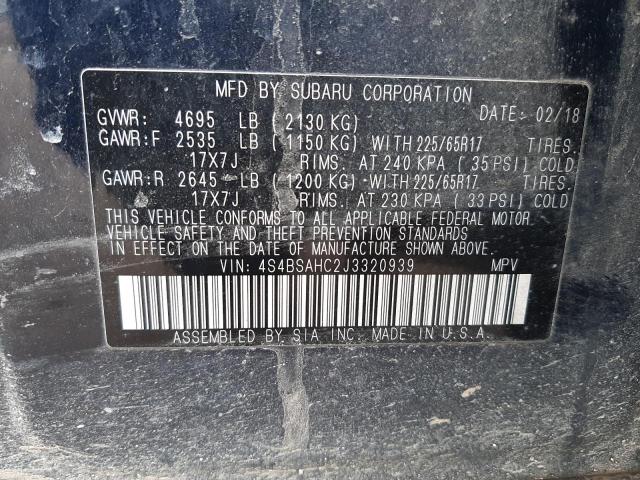 MFD BY SUBARU CORPORATION
DATE: 02/18
GVWR: 4695 LB (2130 KG)
GAWR:F 2535 LB (1150 KG) WITH 225/65R17 TIRES.
17X7J RIMS. AT 240 KPA (35 PSI) COLD
GAWR:R 2645 LB (1200 KG) WITH 225/65R17 TIRES.
17X7J RIMS. AT 230 KPA (33 PSI) COLD
THIS VEHICLE CONFORMS TO ALL APPLICABLE FEDERAL MOTOR
VEHICLE SAFETY AND THEFT PREVENTION STANDARDS
IN EFFECT ON THE DATE OF MANUFACTURE SHOWN ABOVE.
VIN: 4S4BSAHC2J3320939 MPV
ASSEMBLED BY SIA INC. MADE IN U.S.A.